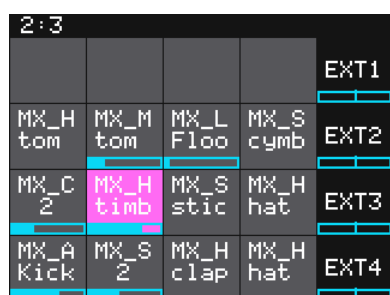 2:3
EXT1
MX_H MX_M MX_L MX_S
tom tom Floo cymb EXT2
MX_C MX_H MX_S MX_H
2 timb stic hat EXT3
MX_A MX_S MX_H MX_H
Kick 2 clap hat EXT4